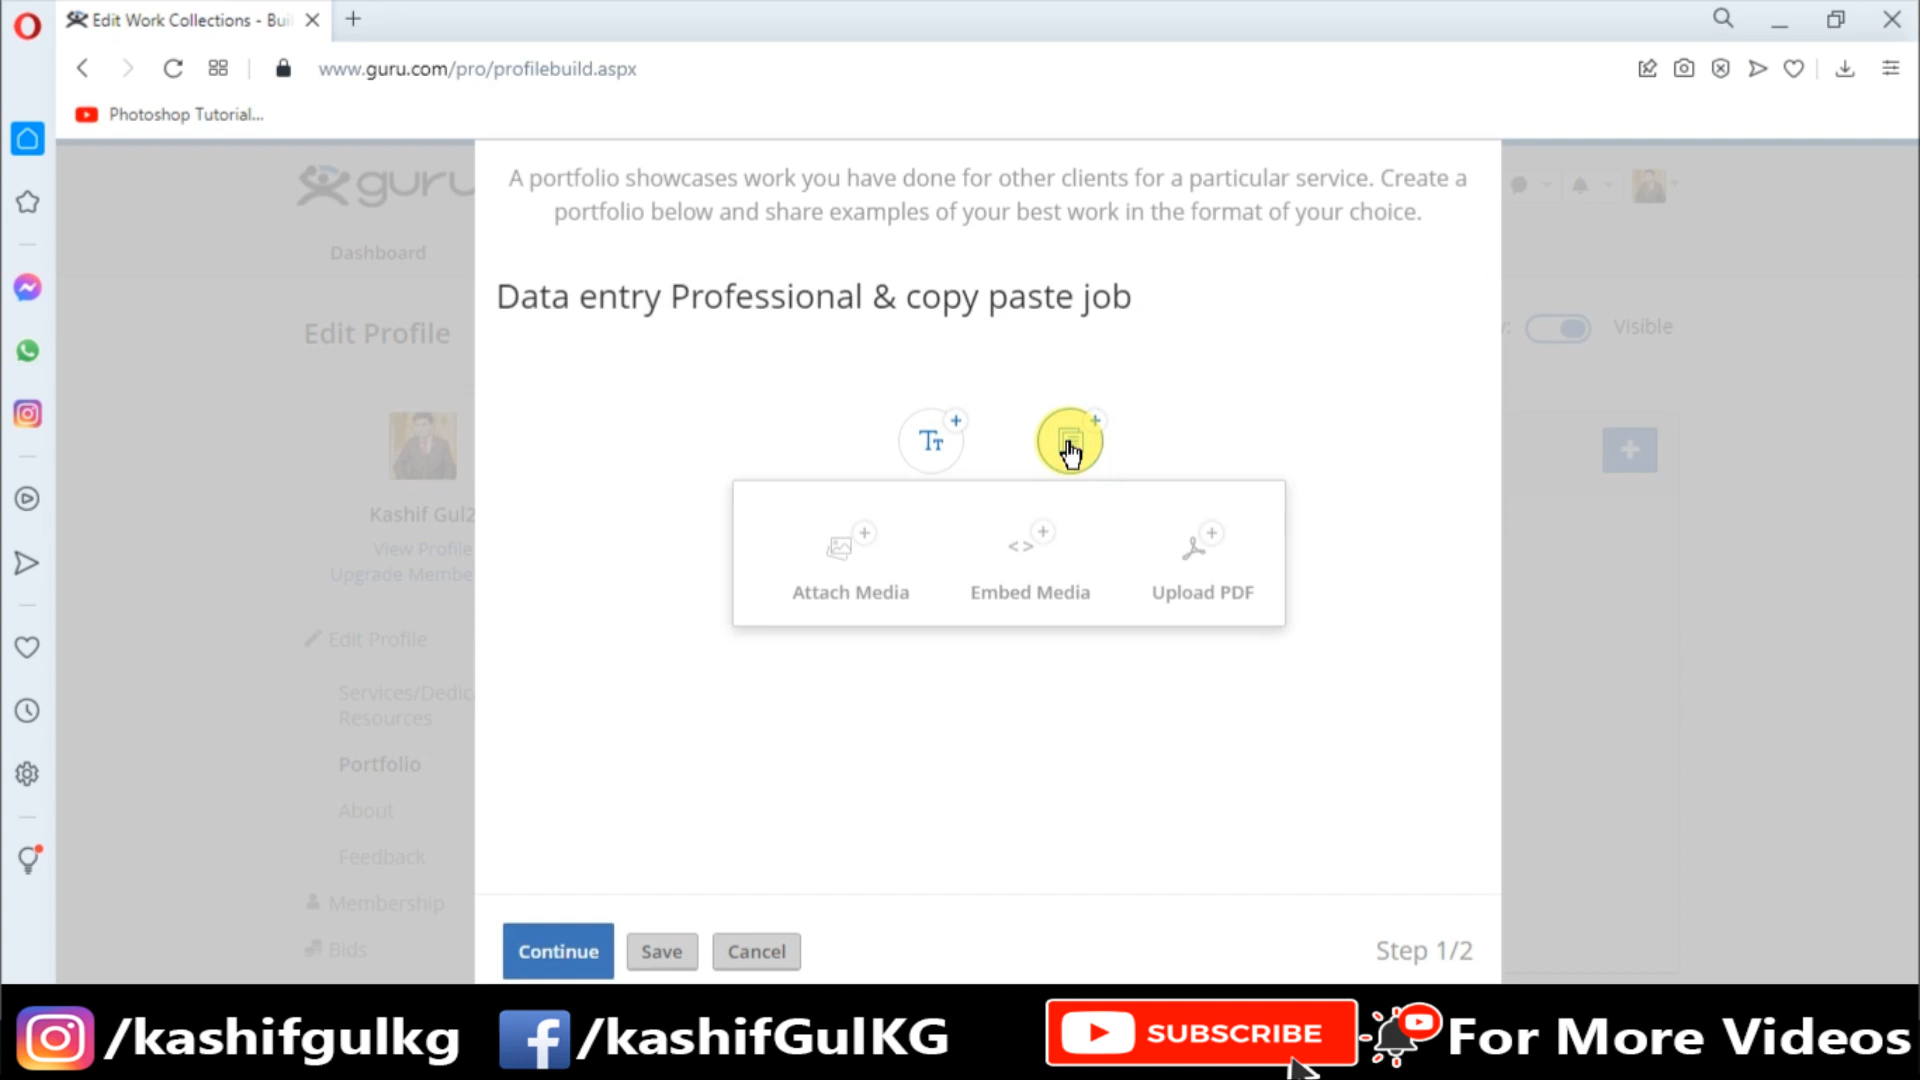 Edit Work Collections - Bui
www.guru.com/pro/profilebuild.aspx
Photoshop Tutorial...
guru
A portfolio showcases work you have done for other clients for a particular service. Create a
portfolio below and share examples of your best work in the format of your choice.
Dashboard
Data entry Professional & copy paste job
Edit Profile
Visible
Tт
Kashif Gul2
View Profile
Upgrade Membe
Attach Media
Embed Media
Upload PDF
Edit Profile
Services/Dedic
Resources
Portfolio
About
Feedback
Membership
Bids
Continue
Save
Cancel
Step 1/2
/kashifgulkg
/kashifGulKG
SUBSCRIBE
For More Videos